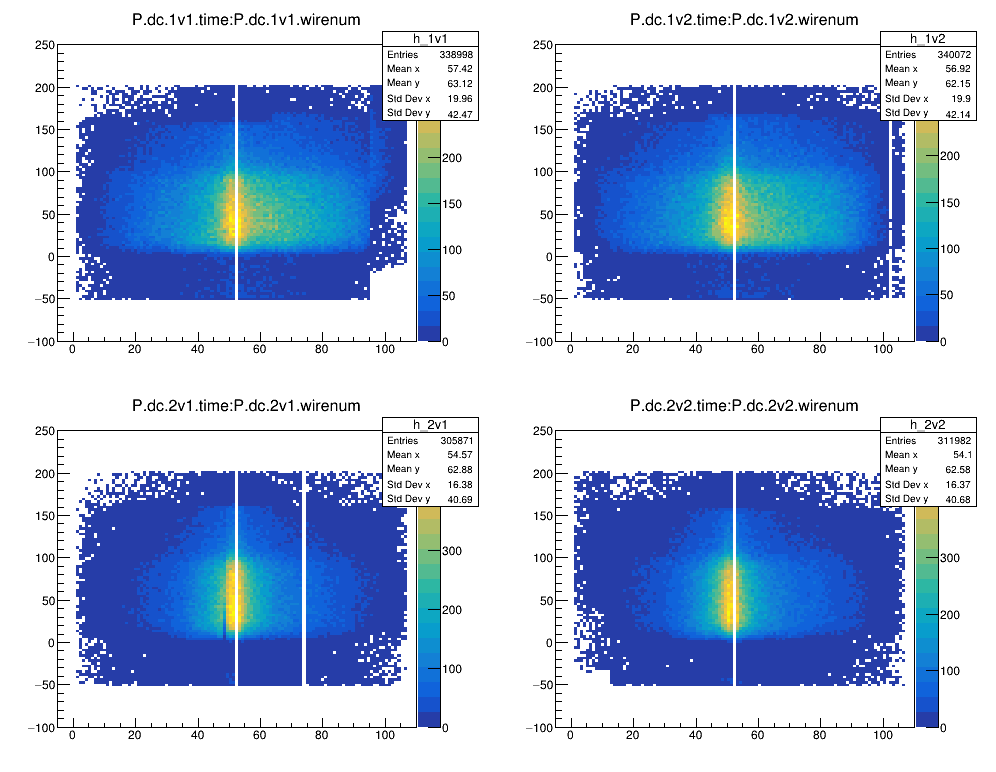 P.dc.1v1.time:P.dc.1v1.wirenum
h_1v1
Entries 338998
Mean x 57.42
Mean y 63.12
Std Dev x 19.96
Std Dev y 42.47
250
200
150
100
50
0
−50
−100
0 20 40 60 80 100
200
150
100
50
0
P.dc.1v2.time:P.dc.1v2.wirenum
h_1v2
Entries 340072
Mean x 56.92
Mean y 62.15
Std Dev x 19.9
Std Dev y 42.14
250
200
150
100
50
0
−50
−100
0 20 40 60 80 100
200
150
100
50
0
P.dc.2v1.time:P.dc.2v1.wirenum
h_2v1
Entries 305871
Mean x 54.57
Mean y 62.88
Std Dev x 16.38
Std Dev y 40.69
250
200
150
100
50
0
−50
−100
0 20 40 60 80 100
300
200
100
0
P.dc.2v2.time:P.dc.2v2.wirenum
h_2v2
Entries 311982
Mean x 54.1
Mean y 62.58
Std Dev x 16.37
Std Dev y 40.68
250
200
150
100
50
0
−50
−100
0 20 40 60 80 100
300
200
100
0